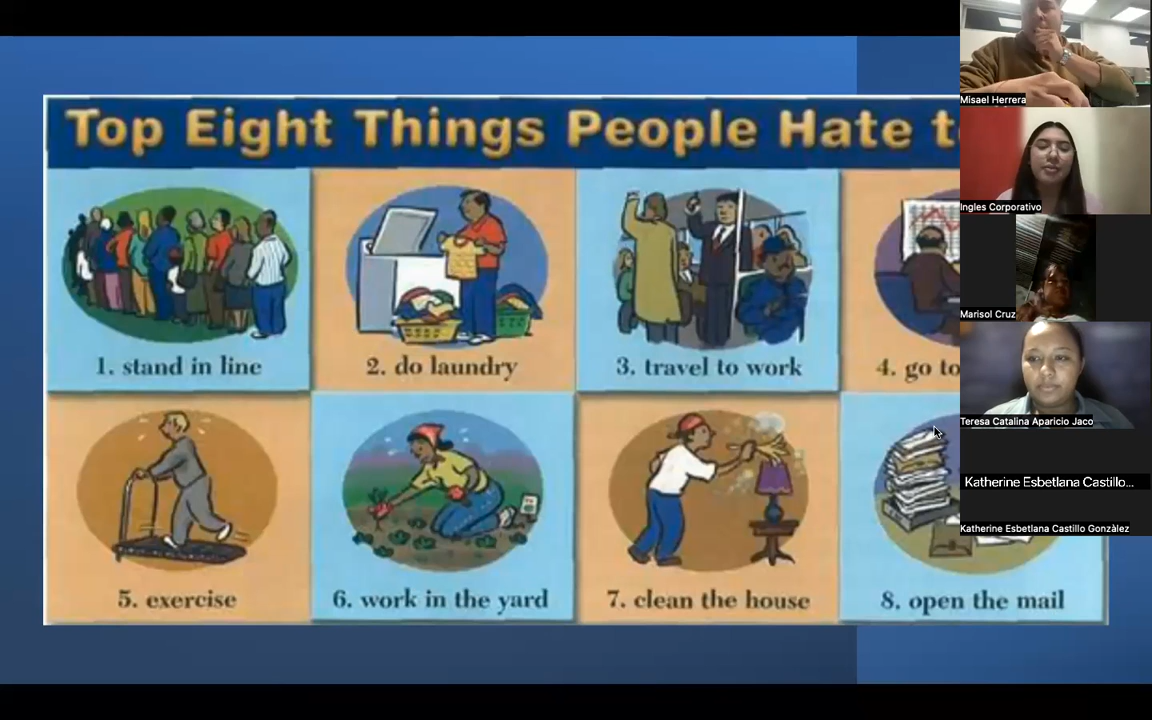 Top Eight Things People Hate t
1. stand in line
2. do laundry
3. travel to work
4. go to
5. exercise
6. work in the yard
7. clean the house
8. open the mail
Misael Herrera
Ingles Corporativo
Marisol Cruz
Teresa Catalina Aparicio Jaco
Katherine Esbetlana Castillo...
Katherine Esbetlana Castillo Gonzàlez